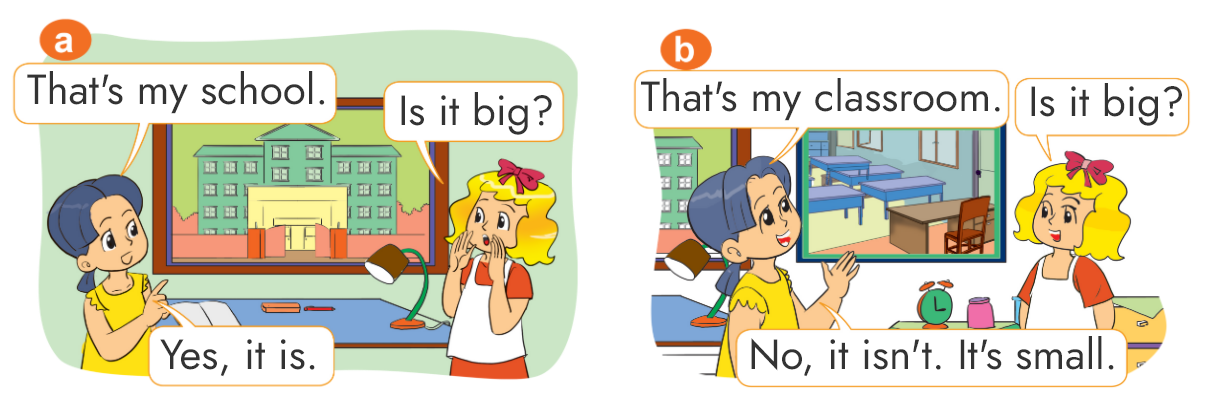 a
That's my school.
Is it big?
Yes, it is.
b
That's my classroom.
Is it big?
No, it isn't. It's small.